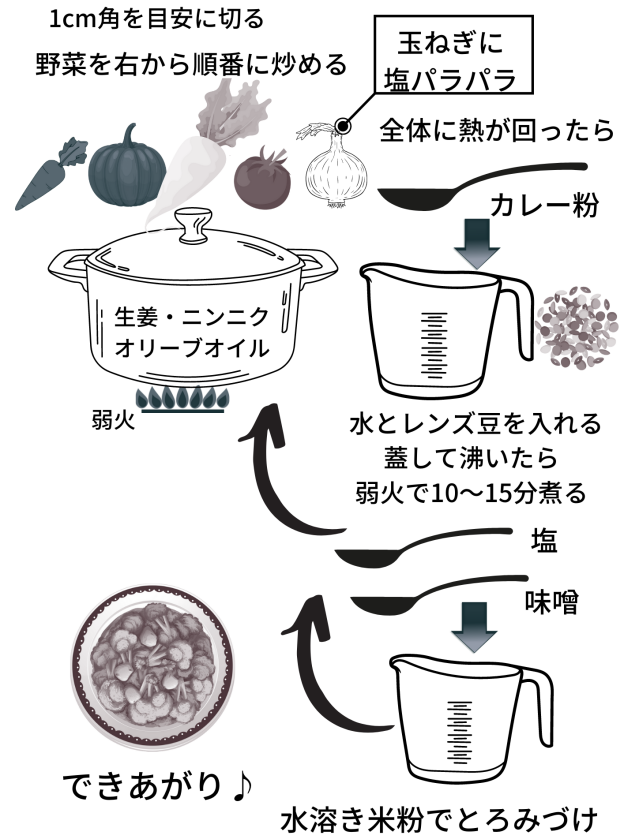 1cm角を目安に切る
野菜を右から順番に炒める
玉ねぎに
塩パラパラ
全体に熱が回ったら
カレー粉
生姜・ニンニク
オリーブオイル
弱火
水とレンズ豆を入れる
蓋して沸いたら
弱火で10〜15分煮る
塩
味噌
できあがり♪
水溶き米粉でとろみづけ